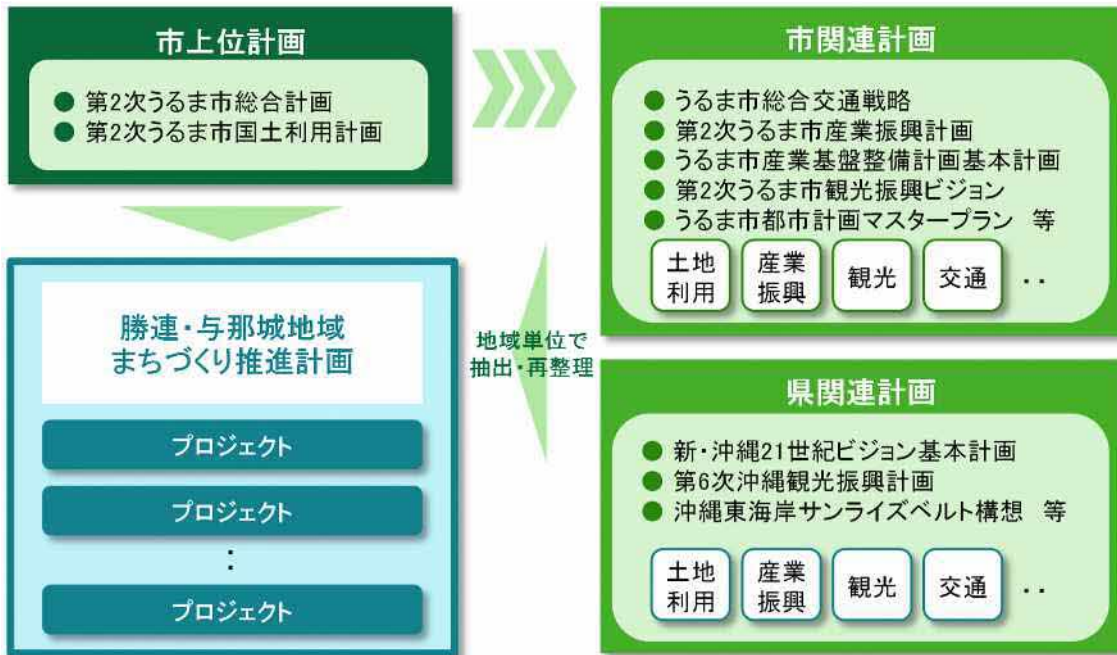 市上位計画
● 第2次うるま市総合計画
● 第2次うるま市国土利用計画
市関連計画
● うるま市総合交通戦略
● 第2次うるま市産業振興計画
● うるま市産業基盤整備計画基本計画
● 第2次うるま市観光振興ビジョン
● うるま市都市計画マスタープラン 等
土地
利用
産業
振興
観光
交通
‥
勝連・与那城地域
まちづくり推進計画
プロジェクト
プロジェクト
：
プロジェクト
地域単位で
抽出・再整理
県関連計画
● 新・沖縄21世紀ビジョン基本計画
● 第6次沖縄観光振興計画
● 沖縄東海岸サンライズベルト構想 等
土地
利用
産業
振興
観光
交通
‥